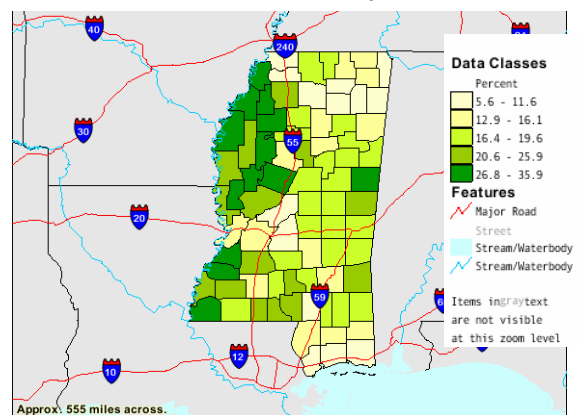 40
240
Data Classes
Percent
5.6 - 11.6
12.9 - 16.1
16.4 - 19.6
20.6 - 25.9
26.8 - 35.9
30
55
Features
Major Road
Street
Stream/Waterbody
Stream/Waterbody
20
59
Items in gray text
are not visible
at this zoom level
12
10
Approx. 555 miles across.